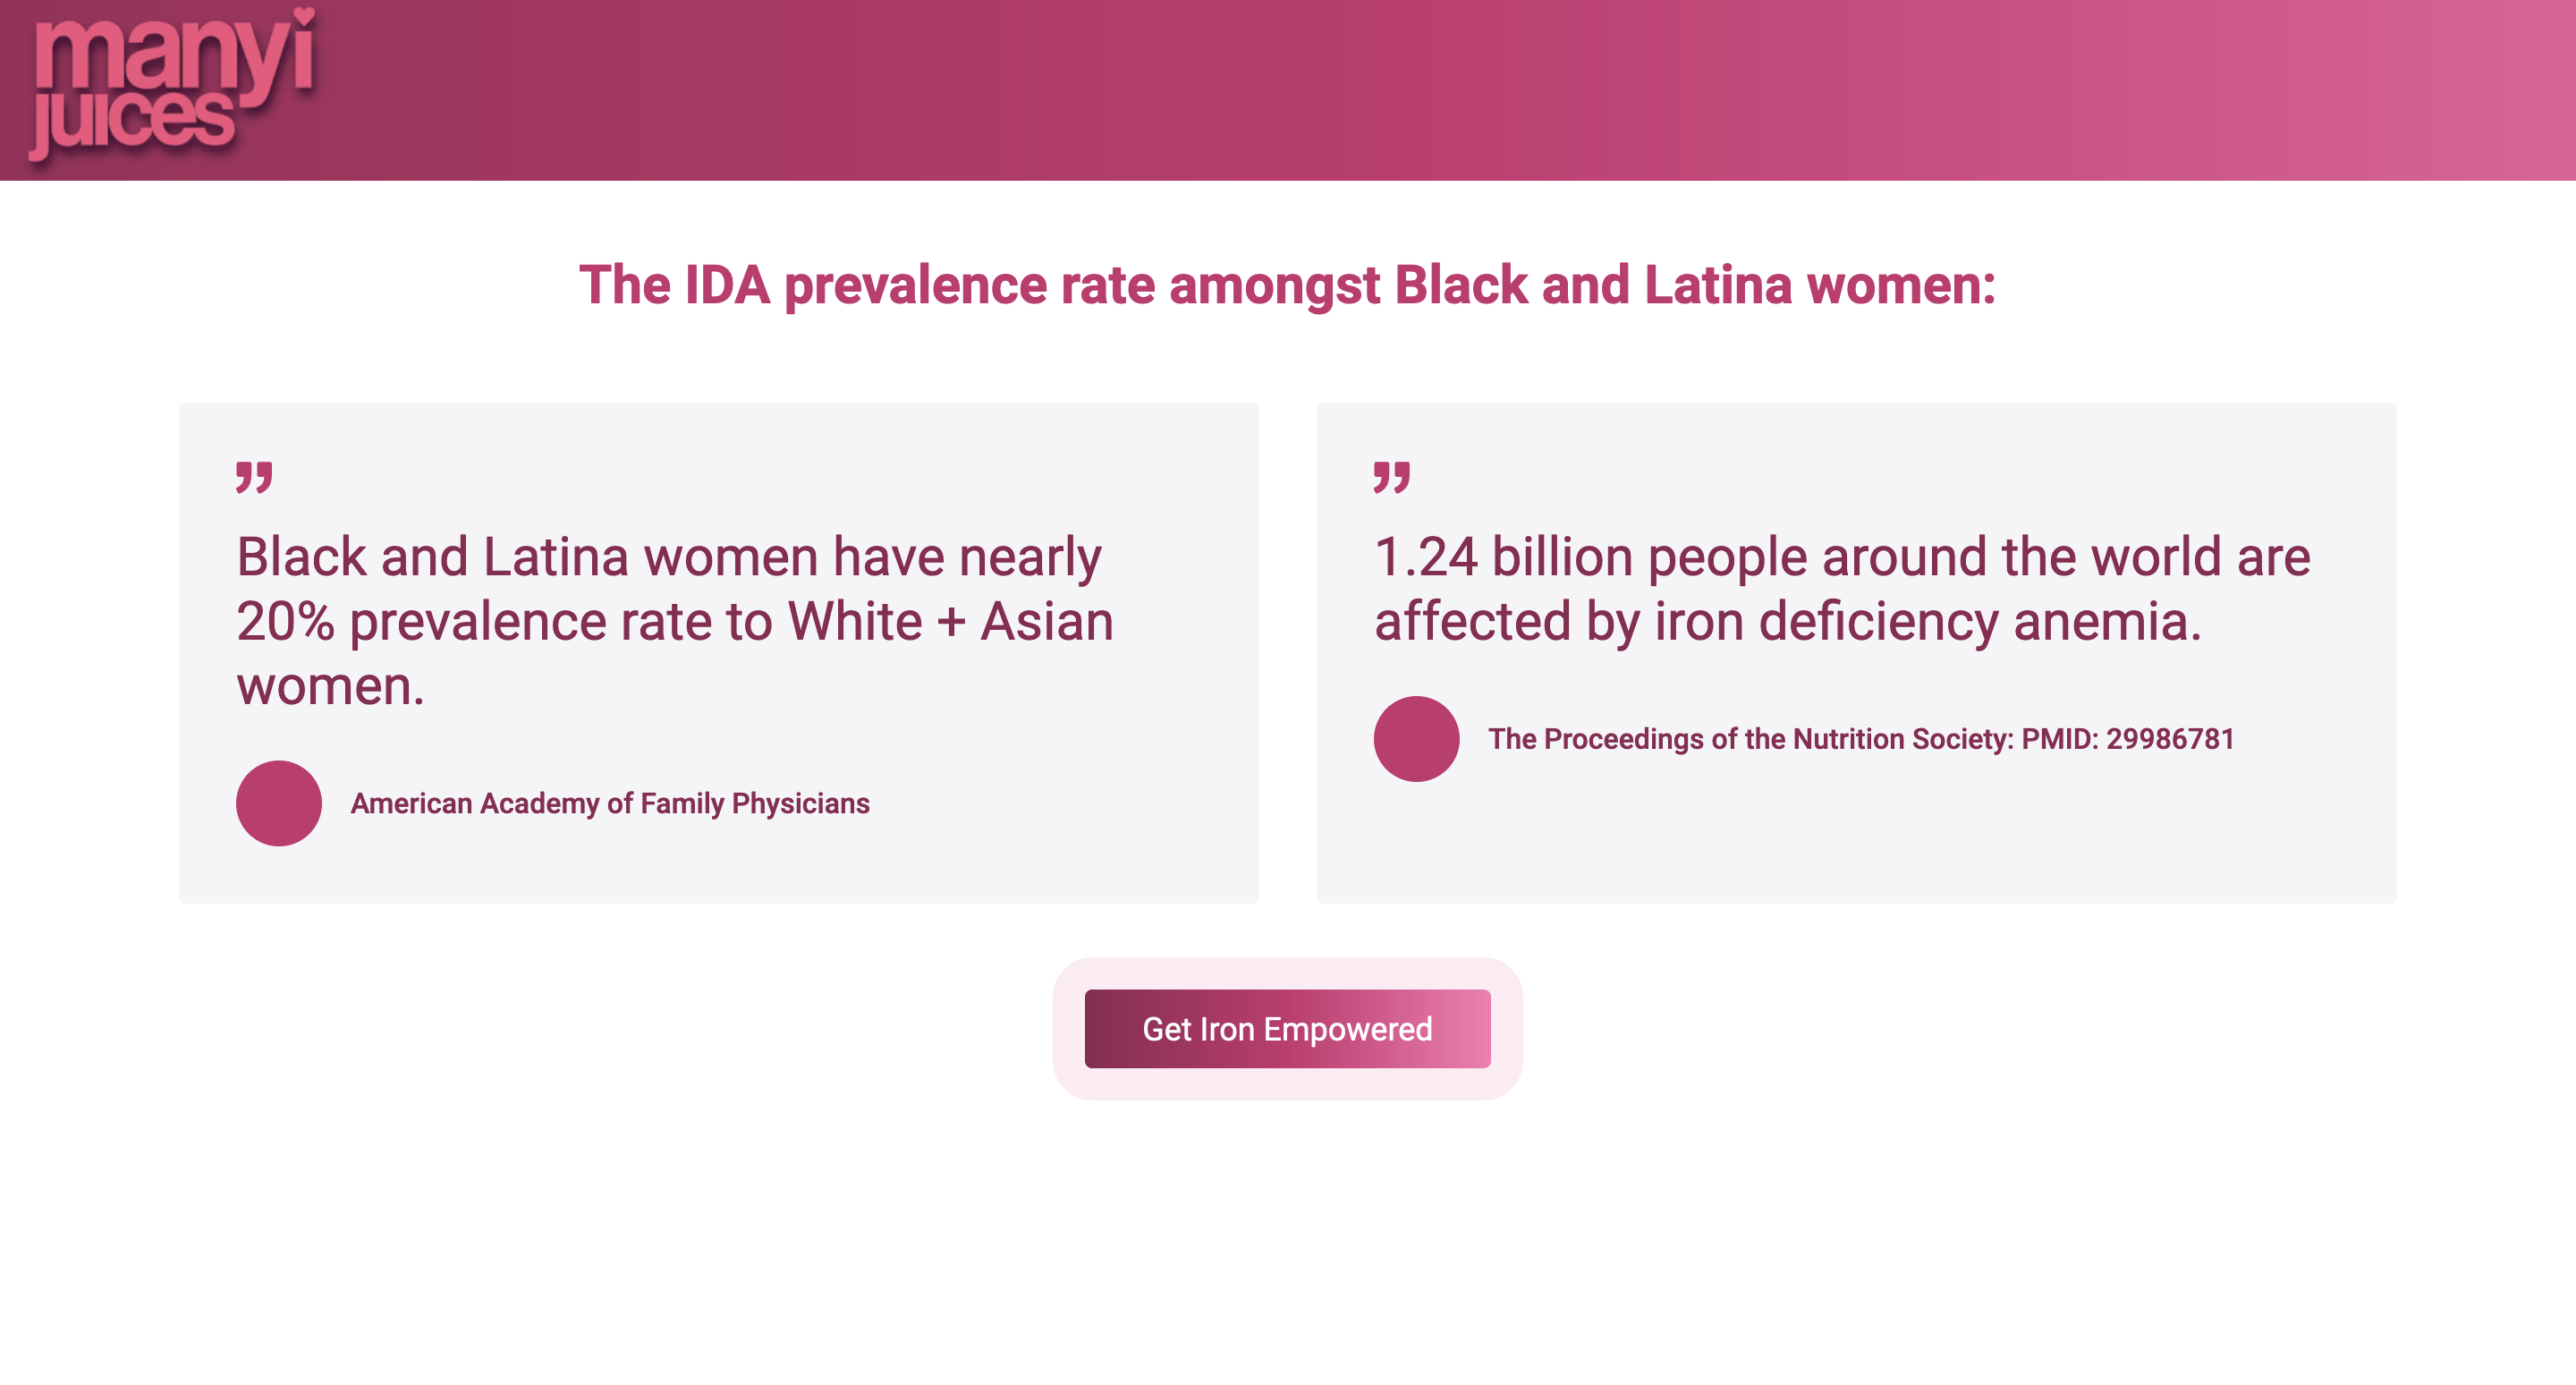 manyi
juices
The IDA prevalence rate amongst Black and Latina women:
”
Black and Latina women have nearly
20% prevalence rate to White + Asian
women.
American Academy of Family Physicians
”
1.24 billion people around the world are
affected by iron deficiency anemia.
The Proceedings of the Nutrition Society: PMID: 29986781
Get Iron Empowered